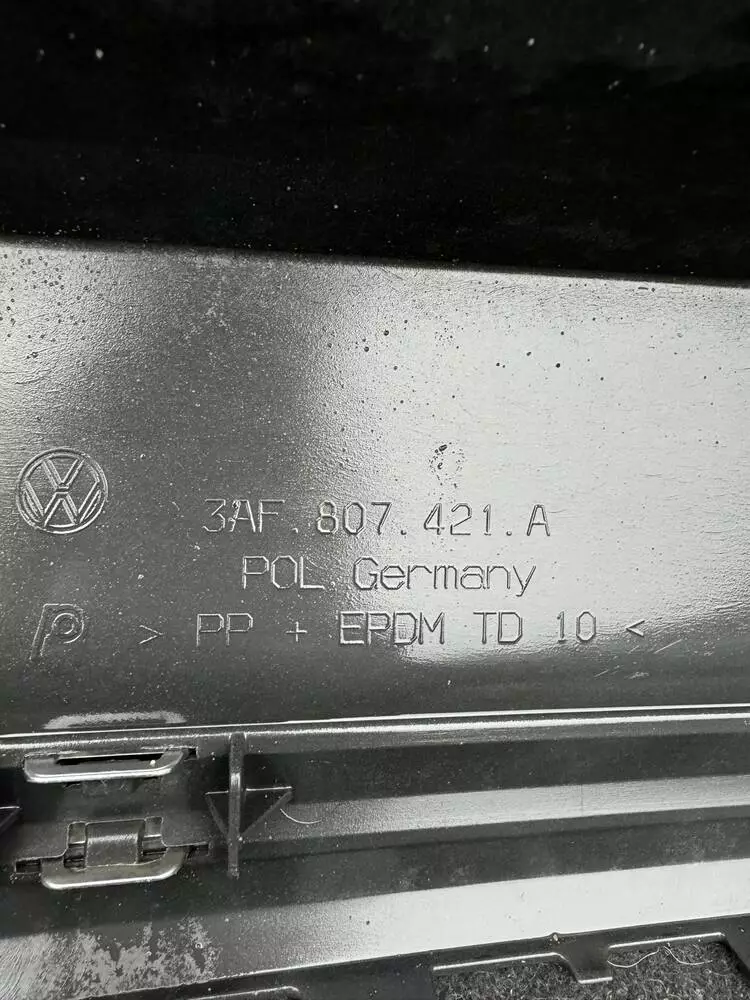 3AF.807.421.A
POL Germany
> PP + EPDM TD 10 <